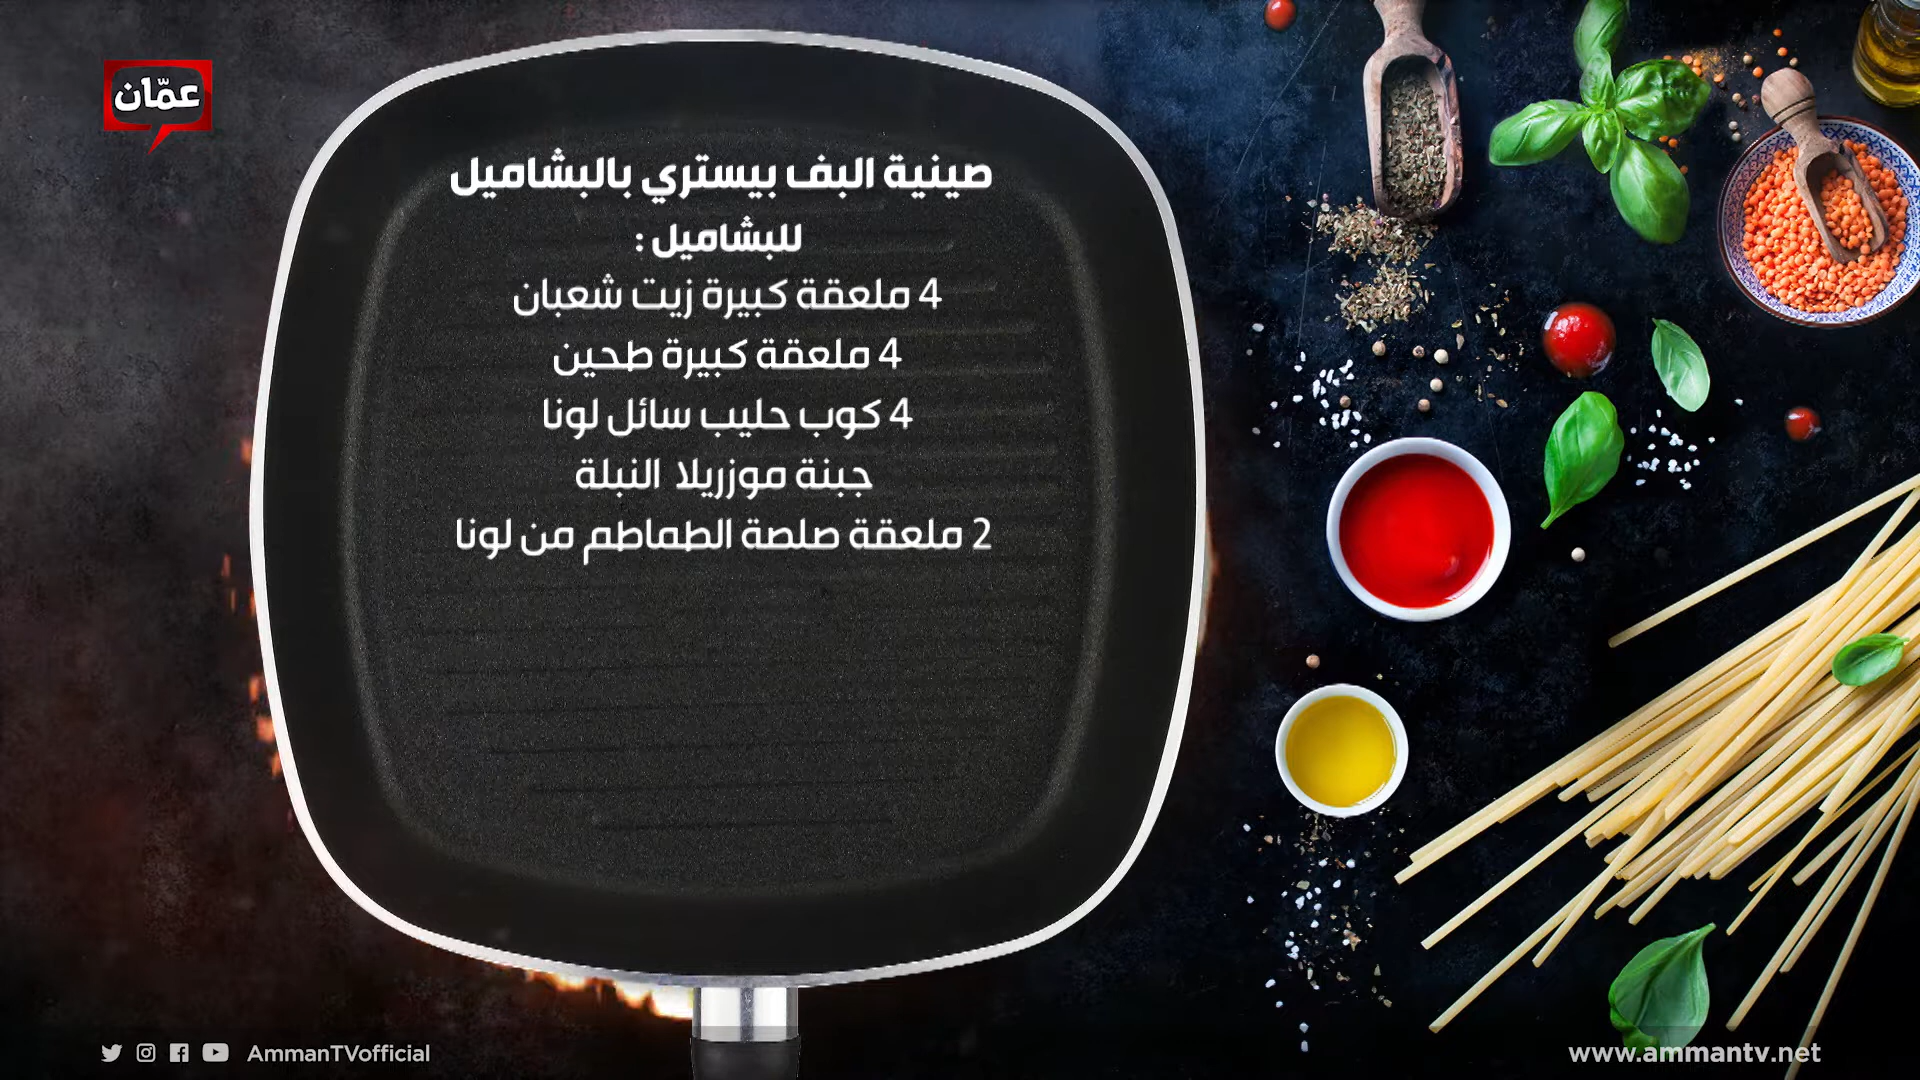 عمّان
صينية البف بيستري بالبشاميل
للبشاميل :
4 ملعقة كبيرة زيت شعبان
4 ملعقة كبيرة طحين
4 كوب حليب سائل لونا
جبنة موزريلا النبلة
2 ملعقة صلصة الطماطم من لونا
AmmanTVofficial
www.ammantv.net